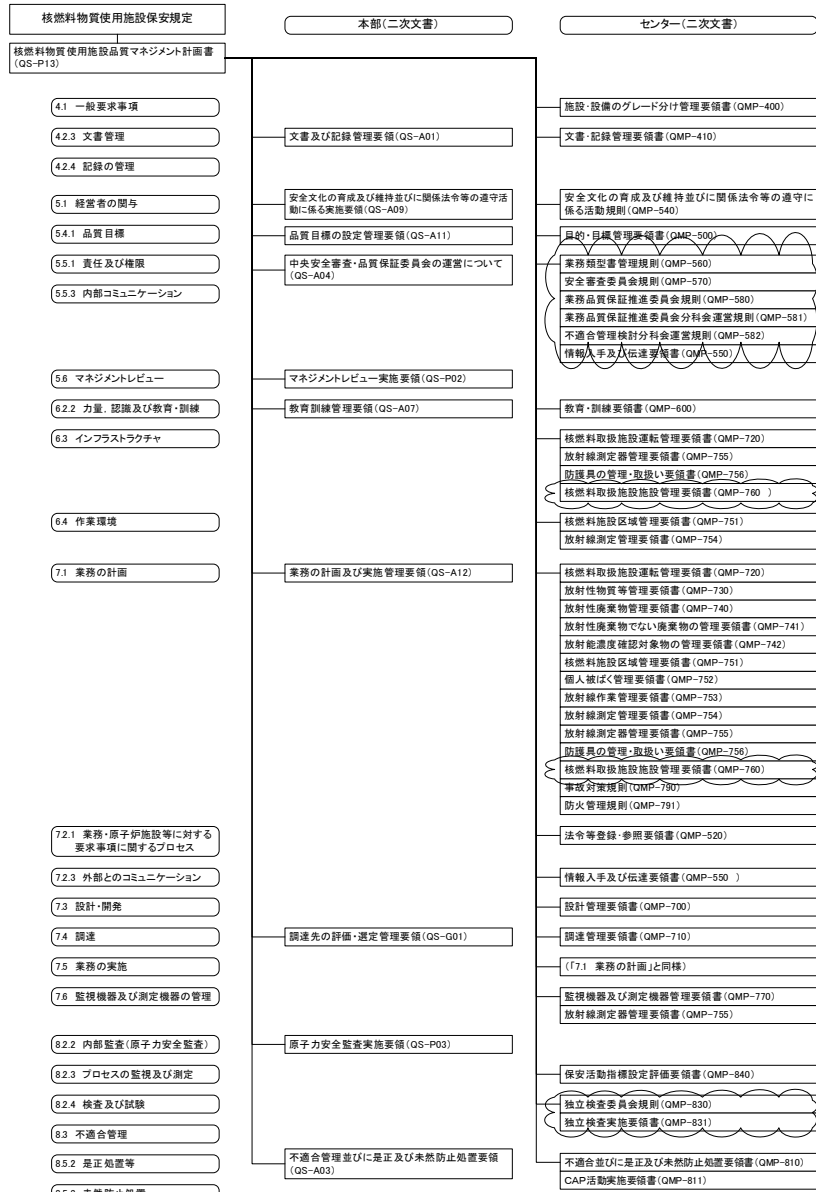 核燃料物質使用施設保安規定
本部(二次文書)
センター(二次文書)
核燃料物質使用施設品質マネジメント計画書
(QS-P13)
4.1 一般要求事項
施設・設備のグレード分け管理要領書(QMP-400)
4.2.3 文書管理
文書及び記録管理要領(QS-A01)
文書・記録管理要領書(QMP-410)
4.2.4 記録の管理
5.1 経営者の関与
安全文化の育成及び維持並びに関係法令等の遵守活
動に係る実施要領(QS-A09)
安全文化の育成及び維持並びに関係法令等の遵守に
係る活動規則(QMP-540)
5.4.1 品質目標
品質目標の設定管理要領(QS-A11)
目的・目標管理要領書(QMP-500)
5.5.1 責任及び権限
中央安全審査・品質保証委員会の運営について
(QS-A04)
業務類型書管理規則(QMP-560)
安全審査委員会規則(QMP-570)
5.5.3 内部コミュニケーション
業務品質保証推進委員会規則(QMP-580)
業務品質保証推進委員会分科会運営規則(QMP-581)
不適合管理検討分科会運営規則(QMP-582)
情報入手及び伝達要領書(QMP-550)
5.6 マネジメントレビュー
マネジメントレビュー実施要領(QS-P02)
6.2.2 力量，認識及び教育・訓練
教育訓練管理要領(QS-A07)
教育・訓練要領書(QMP-600)
6.3 インフラストラクチャ
核燃料取扱施設運転管理要領書(QMP-720)
放射線測定器管理要領書(QMP-755)
防護具の管理・取扱い要領書(QMP-756)
核燃料取扱施設施設管理要領書(QMP-760 )
6.4 作業環境
核燃料施設区域管理要領書(QMP-751)
放射線測定管理要領書(QMP-754)
7.1 業務の計画
業務の計画及び実施管理要領(QS-A12)
核燃料取扱施設運転管理要領書(QMP-720)
放射性物質等管理要領書(QMP-730)
放射性廃棄物管理要領書(QMP-740)
放射性廃棄物でない廃棄物の管理要領書(QMP-741)
放射能濃度確認対象物の管理要領書(QMP-742)
核燃料施設区域管理要領書(QMP-751)
個人被ばく管理要領書(QMP-752)
放射線作業管理要領書(QMP-753)
放射線測定管理要領書(QMP-754)
放射線測定器管理要領書(QMP-755)
防護具の管理・取扱い要領書(QMP-756)
核燃料取扱施設施設管理要領書(QMP-760)
事故対策規則(QMP-790)
防火管理規則(QMP-791)
7.2.1 業務・原子炉施設等に対する
要求事項に関するプロセス
法令等登録・参照要領書(QMP-520)
7.2.3 外部とのコミュニケーション
情報入手及び伝達要領書(QMP-550 )
7.3 設計・開発
設計管理要領書(QMP-700)
7.4 調達
調達先の評価・選定管理要領(QS-G01)
調達管理要領書(QMP-710)
7.5 業務の実施
(「7.1 業務の計画」と同様)
7.6 監視機器及び測定機器の管理
監視機器及び測定機器管理要領書(QMP-770)
放射線測定器管理要領書(QMP-755)
8.2.2 内部監査(原子力安全監査)
原子力安全監査実施要領(QS-P03)
8.2.3 プロセスの監視及び測定
保安活動指標設定評価要領書(QMP-840)
8.2.4 検査及び試験
独立検査委員会規則(QMP-830)
独立検査実施要領書(QMP-831)
8.3 不適合管理
8.5.2 是正処置等
不適合管理並びに是正及び未然防止処置要領
(QS-A03)
不適合並びに是正及び未然防止処置要領書(QMP-810)
CAP活動実施要領書(QMP-811)